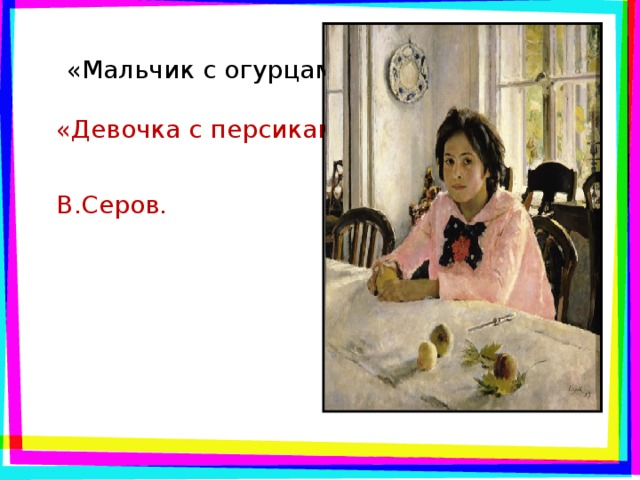 «Мальчик с огурцам
«Девочка с персикам
В.Серов.